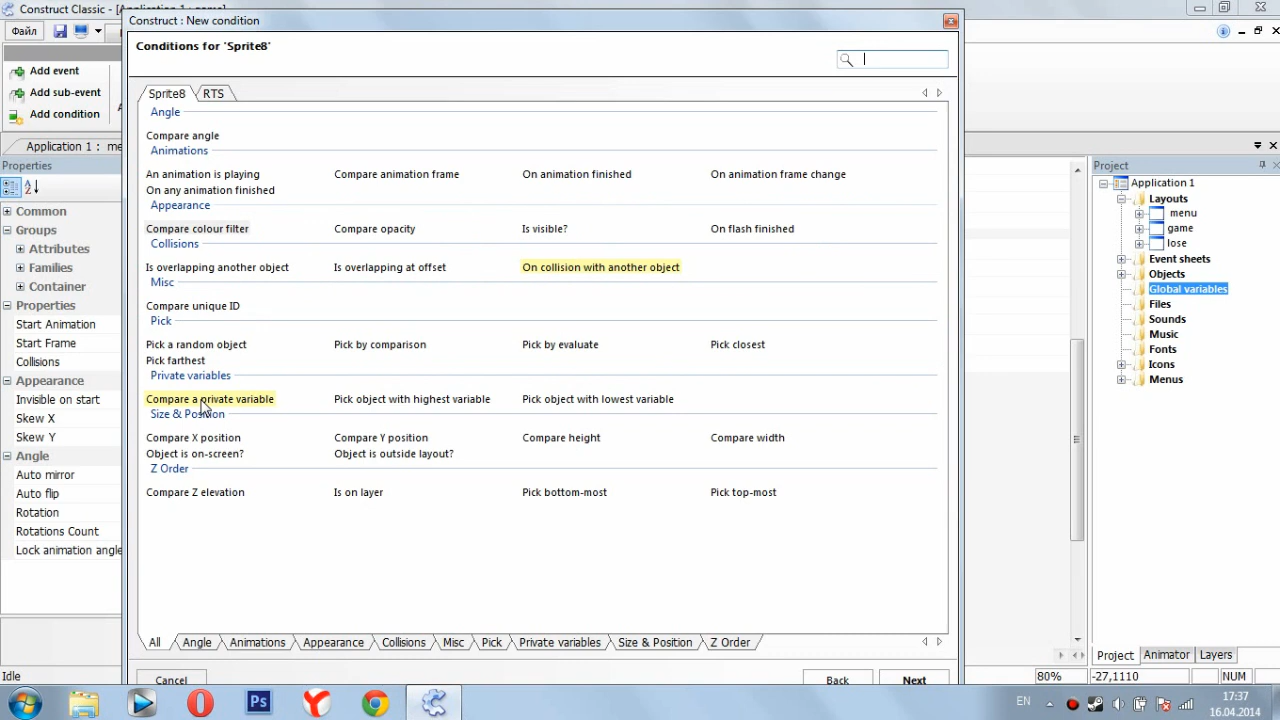 Construct Classic - [Application 1 : game]
Construct : New condition
Файл
Conditions for 'Sprite8'
Add event
Add sub-event
Add condition
Sprite8 RTS
Angle
Compare angle
Animations
An animation is playing Compare animation frame On animation finished On animation frame change
On any animation finished
Appearance
Compare colour filter Compare opacity Is visible? On flash finished
Collisions
Is overlapping another object Is overlapping at offset On collision with another object
Misc
Compare unique ID
Pick
Pick a random object Pick by comparison Pick by evaluate Pick closest
Pick farthest
Private variables
Compare a private variable Pick object with highest variable Pick object with lowest variable
Size & Position
Compare X position Compare Y position Compare height Compare width
Object is on-screen? Object is outside layout?
Z Order
Compare Z elevation Is on layer Pick bottom-most Pick top-most
All Angle Animations Appearance Collisions Misc Pick Private variables Size & Position Z Order
Cancel Back Next
Application 1 : me
Properties
Common
Groups
Attributes
Families
Container
Properties
Start Animation
Start Frame
Collisions
Appearance
Invisible on start
Skew X
Skew Y
Angle
Auto mirror
Auto flip
Rotation
Rotations Count
Lock animation angle
Project
Application 1
Layouts
menu
game
lose
Event sheets
Objects
Global variables
Files
Sounds
Music
Fonts
Icons
Menus
Project Animator Layers
Idle
80% -27,1110 NUM
EN
17:37
16.04.2014